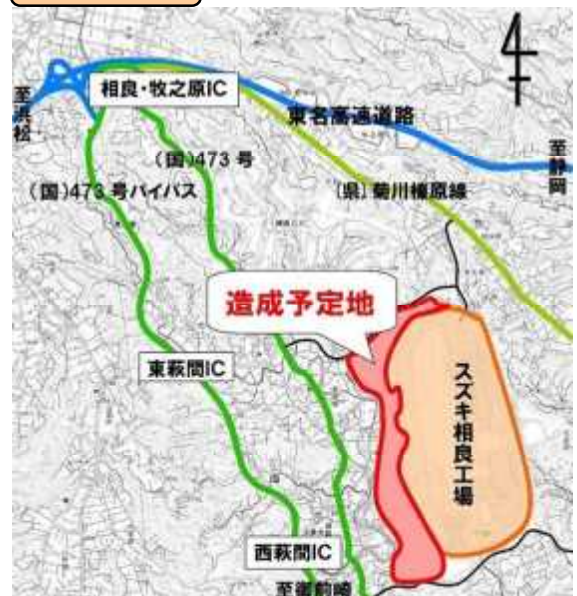 相良・牧之原IC
至浜松
東名高速道路
至静岡
(国)473号
(国)473号バイパス
(県)菊川榛原線
造成予定地
東萩間IC
スズキ相良工場
西萩間IC
至御前崎